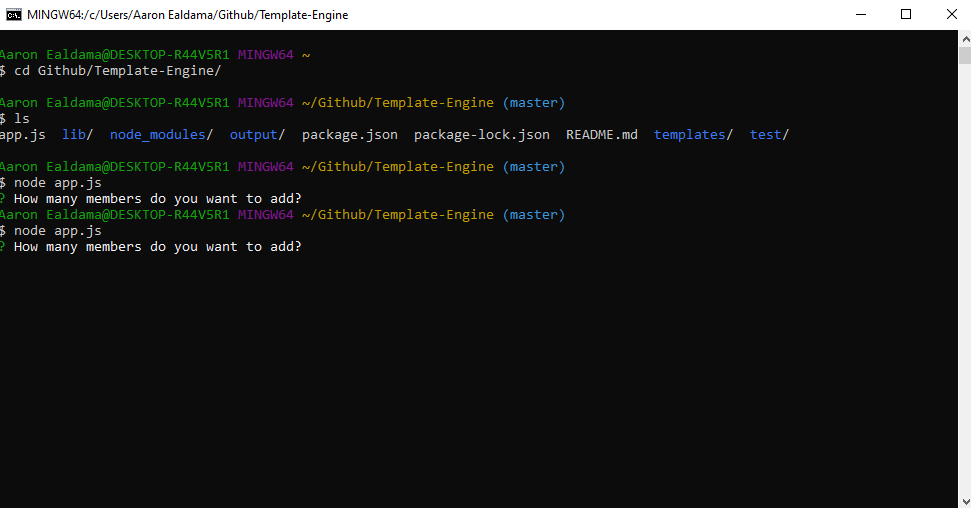 MINGW64:/c/Users/Aaron Ealdama/Github/Template-Engine
Aaron Ealdama@DESKTOP-R44V5R1 MINGW64 ~
$ cd Github/Template-Engine/
Aaron Ealdama@DESKTOP-R44V5R1 MINGW64 ~/Github/Template-Engine (master)
$ ls
app.js lib/ node_modules/ output/ package.json package-lock.json README.md templates/ test/
Aaron Ealdama@DESKTOP-R44V5R1 MINGW64 ~/Github/Template-Engine (master)
$ node app.js
? How many members do you want to add?
Aaron Ealdama@DESKTOP-R44V5R1 MINGW64 ~/Github/Template-Engine (master)
$ node app.js
? How many members do you want to add?